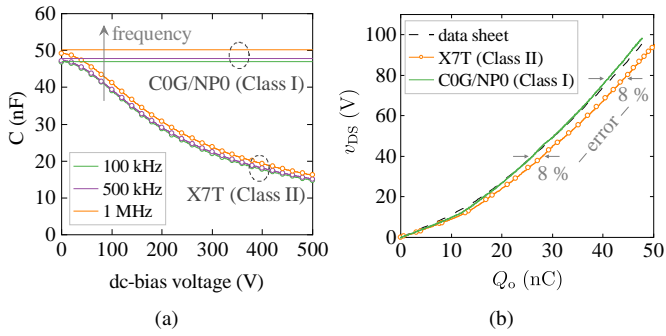 60
50
40
30
20
10
0
C (nF)
frequency
C0G/NP0 (Class I)
X7T (Class II)
100 kHz
500 kHz
1 MHz
0 100 200 300 400 500
dc-bias voltage (V)
(a)
100
80
60
40
20
0
v_DS (V)
data sheet
X7T (Class II)
C0G/NP0 (Class I)
8 %
error
8 %
0 10 20 30 40 50
Q_o (nC)
(b)